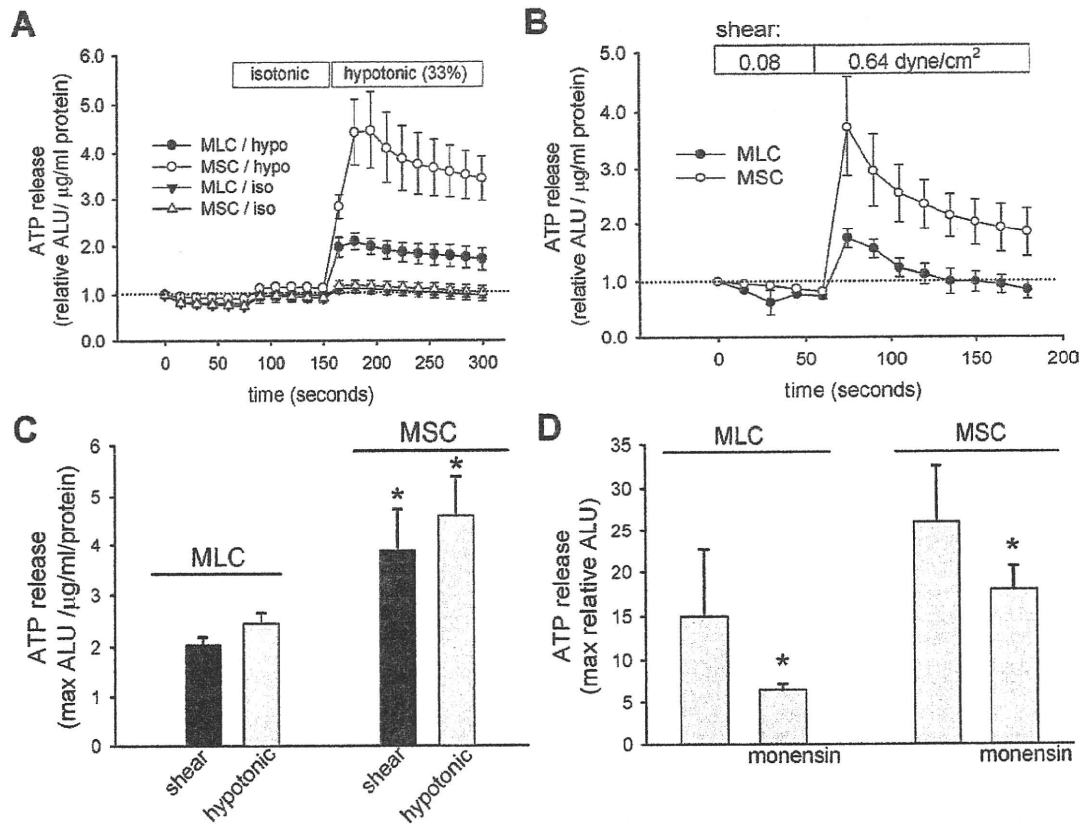 A
6.0
5.0
4.0
3.0
2.0
1.0
0.0
ATP release
(relative ALU/ µg/ml protein)
isotonic
hypotonic (33%)
MLC / hypo
MSC / hypo
MLC / iso
MSC / iso
0 50 100 150 200 250 300
time (seconds)
B
shear:
0.08
0.64 dyne/cm²
5.0
4.0
3.0
2.0
1.0
0.0
ATP release
(relative ALU / µg/ml protein)
MLC
MSC
0 50 100 150 200
time (seconds)
C
6
5
4
3
2
1
0
ATP release
(max ALU /µg/ml/protein)
MLC
MSC
* *
shear
hypotonic
shear
hypotonic
D
35
30
25
20
15
10
5
0
ATP release
(max relative ALU)
MLC
MSC
*
*
monensin
monensin